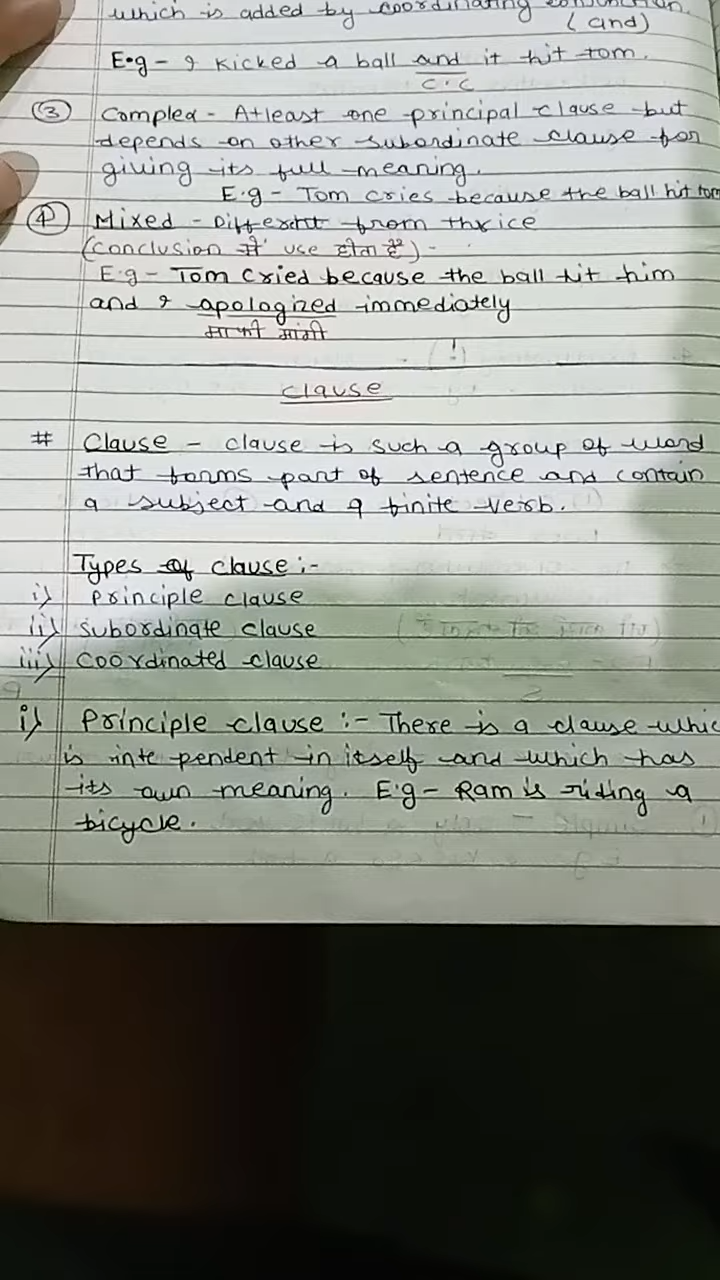 which is added by coordinating conjunction.
(and)
E.g - I kicked a ball and it hit tom.
C.C
③ Complex - Atleast one principal clause but
depends on other subordinate clause for
giving its full meaning.
E.g - Tom cries because the ball hit tom
④ Mixed - Different from thrice
(conclusion में use होता है) -
E.g - Tom cried because the ball hit him
and I apologized immediately
माफी मांगी
Clause
# Clause - clause is such a group of word
that forms part of sentence and contain
a subject and a finite verb.
Types of clause :-
i) Principle clause
ii) Subordinate clause
iii) Coordinated clause
i) Principle clause :- There is a clause whic
is inte pendent in itself and which has
its own meaning. E.g - Ram is riding a
bicycle.